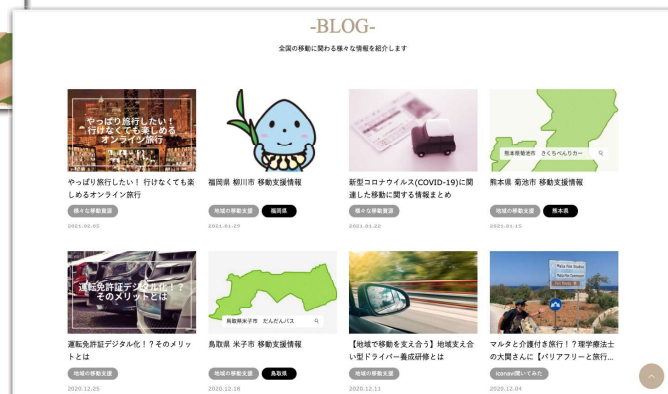 -BLOG-
全国の移動に関わる様々な情報を紹介します
やっぱり旅行したい！
行けなくても楽しめる
オンライン旅行
熊本県菊池市 きくちべんりカー
やっぱり旅行したい！ 行けなくても楽
しめるオンライン旅行
福岡県 柳川市 移動支援情報
新型コロナウイルス(COVID-19)に関
連した移動に関する情報まとめ
熊本県 菊池市 移動支援情報
様々な移動資源
地域の移動支援 福岡県
様々な移動資源
地域の移動支援 熊本県
2021.02.05
2021.01.29
2021.01.22
2021.01.15
運転免許証デジタル化！？
そのメリットとは
鳥取県米子市 だんだんバス
運転免許証デジタル化！？そのメリッ
トとは
鳥取県 米子市 移動支援情報
【地域で移動を支え合う】地域支え合
い型ドライバー養成研修とは
マルタと介護付き旅行！？理学療法士
の大関さんに【バリアフリーと旅行...
地域の移動支援
地域の移動支援 鳥取県
地域の移動支援
icosnavi聞いてみた
2020.12.25
2020.12.18
2020.12.11
2020.12.04